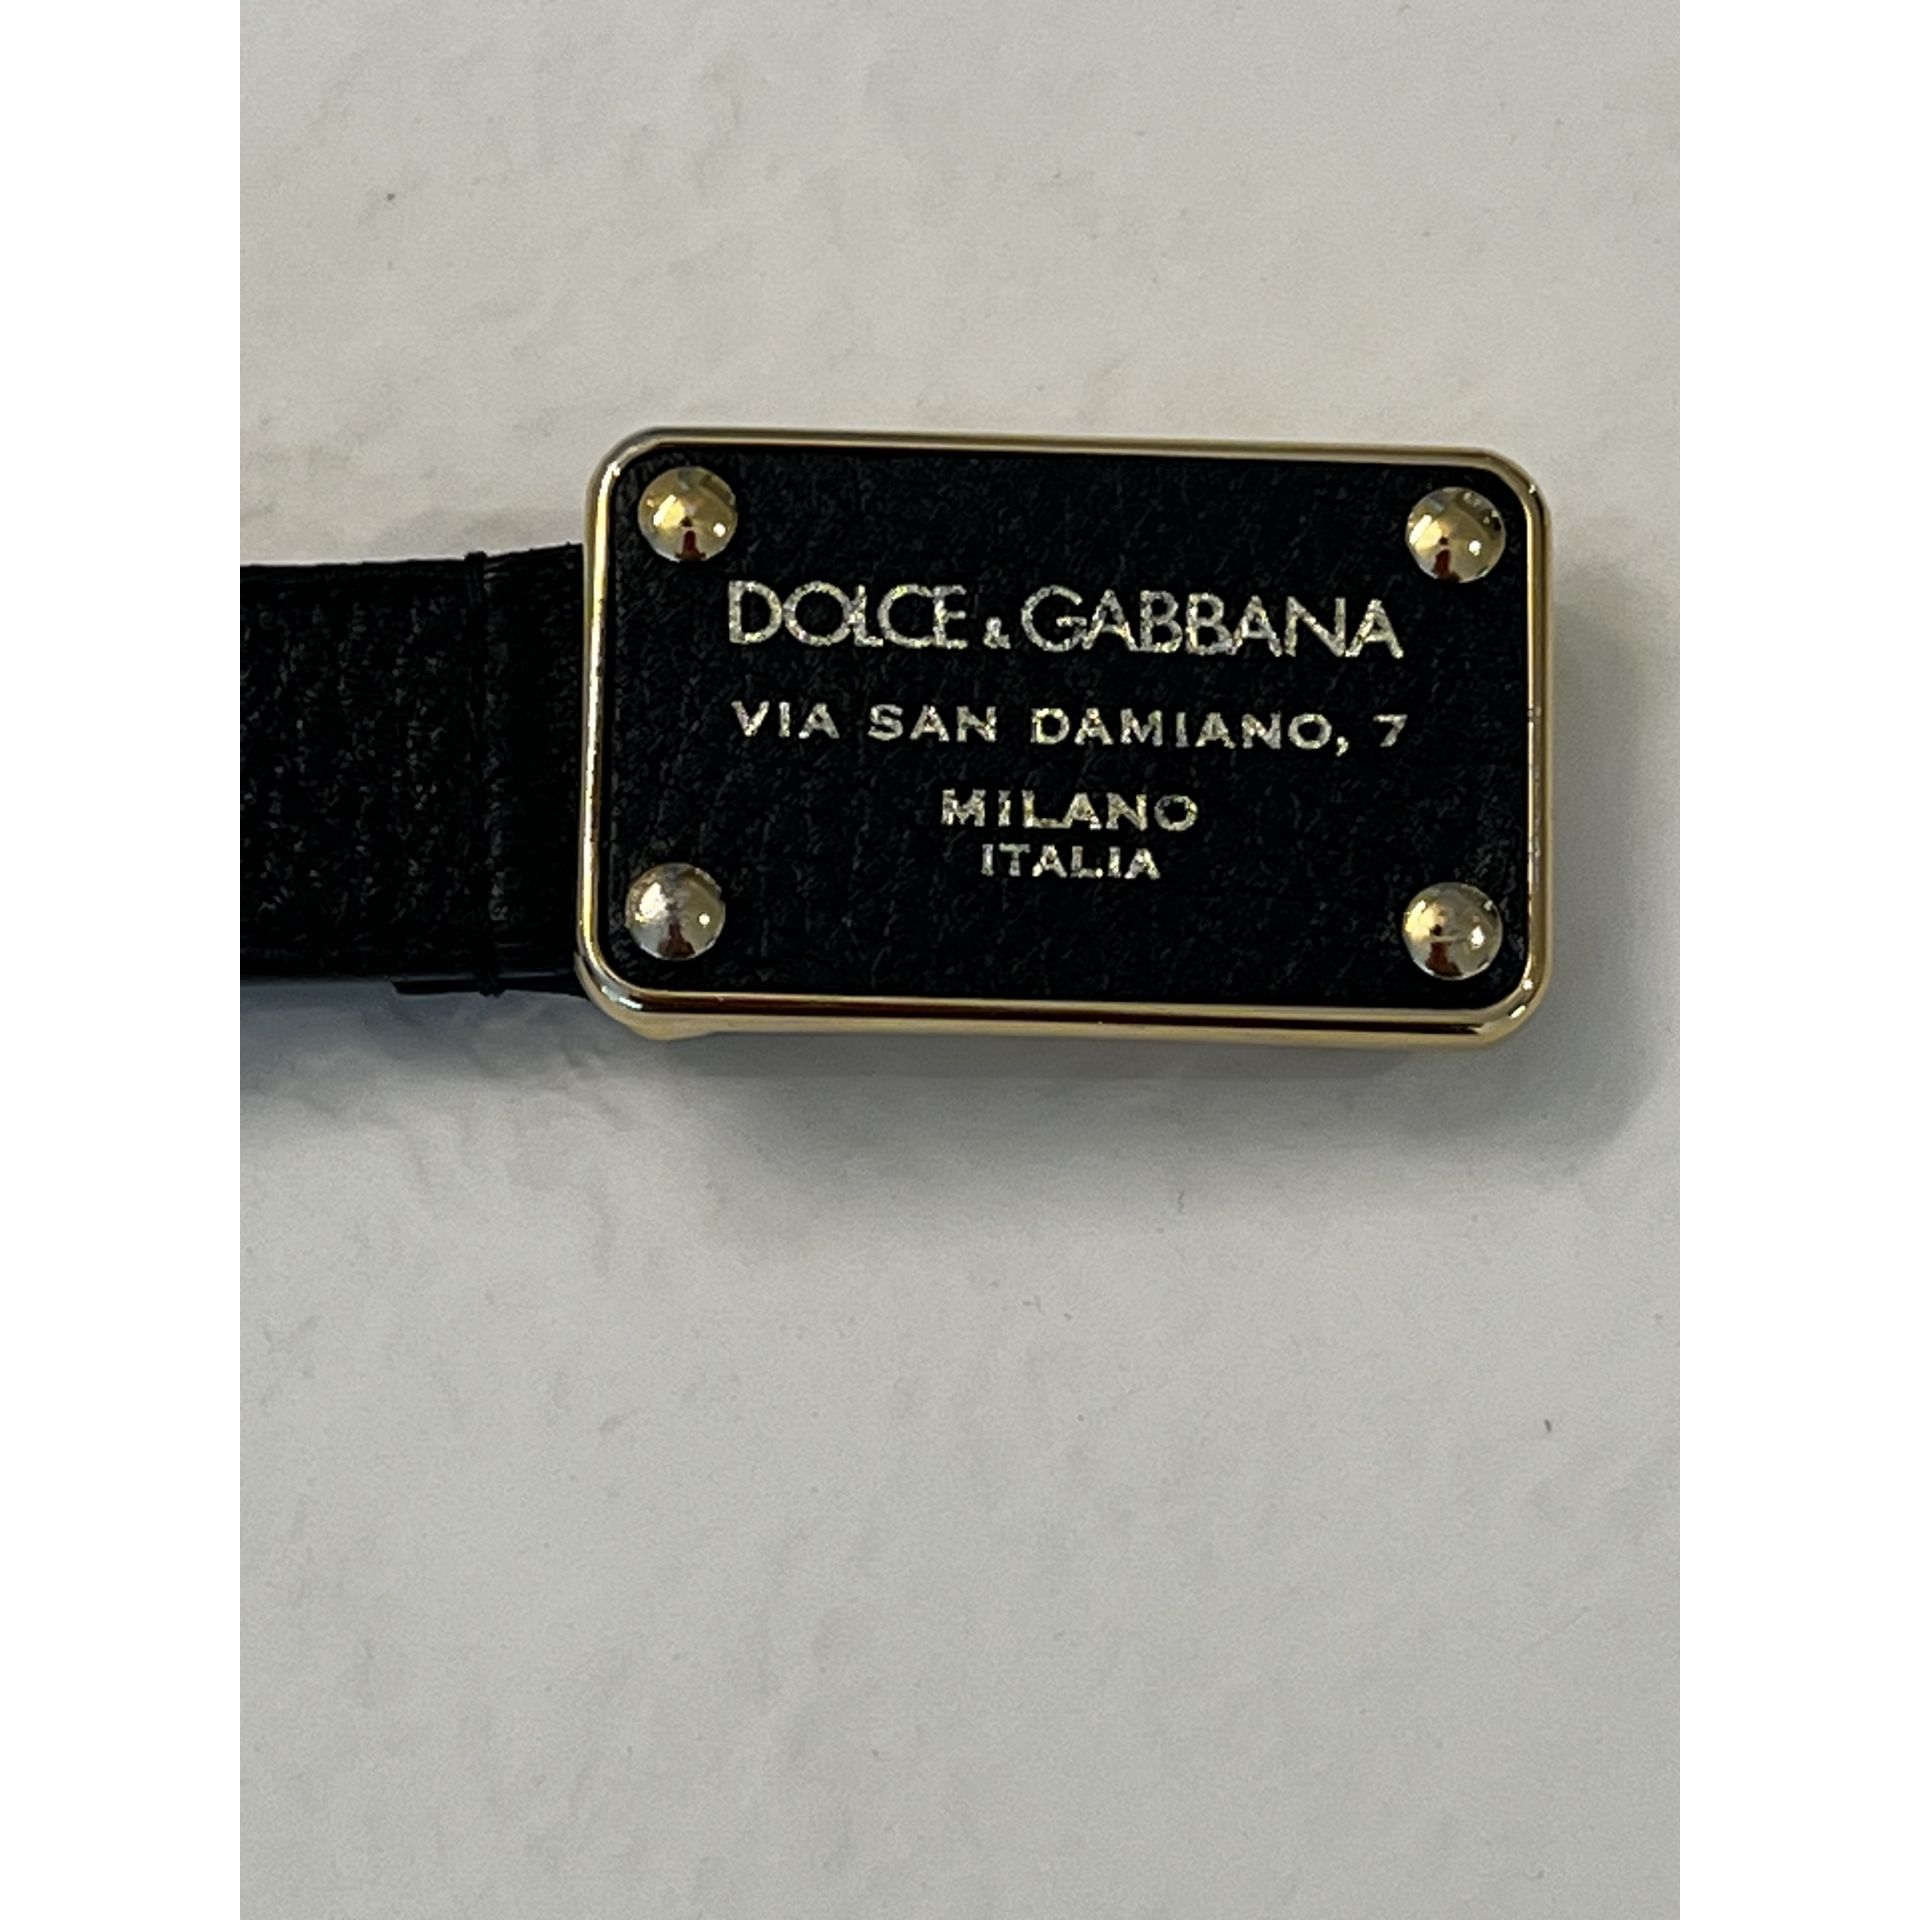 DOLCE & GABBANA
VIA SAN DAMIANO, 7
MILANO
ITALIA